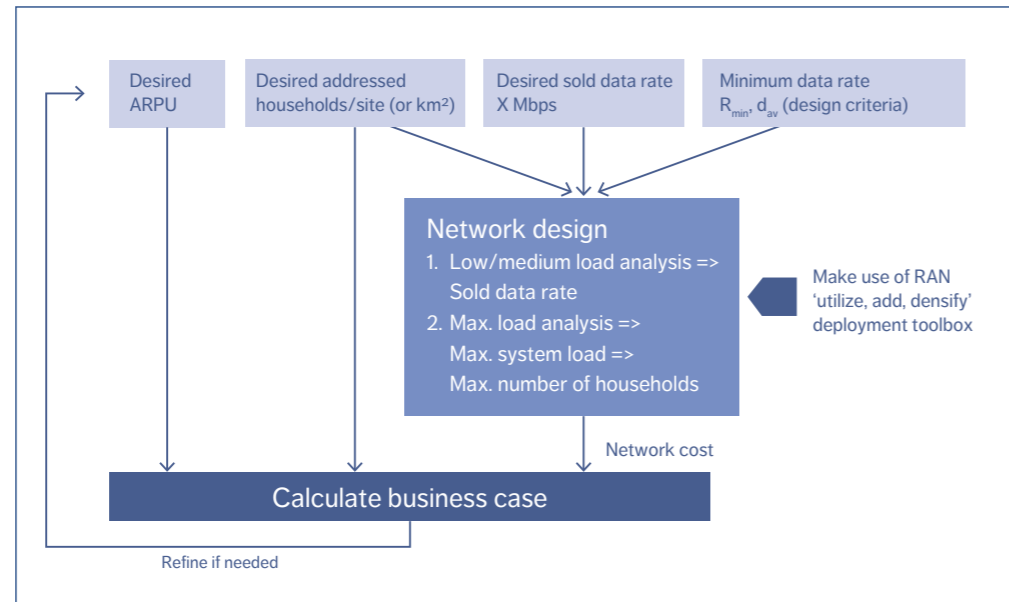 Desired
ARPU
Desired addressed
households/site (or km²)
Desired sold data rate
X Mbps
Minimum data rate
Rmin, dav (design criteria)
Network design
1. Low/medium load analysis =>
Sold data rate
2. Max. load analysis =>
Max. system load =>
Max. number of households
Make use of RAN
‘utilize, add, densify’
deployment toolbox
Network cost
Calculate business case
Refine if needed